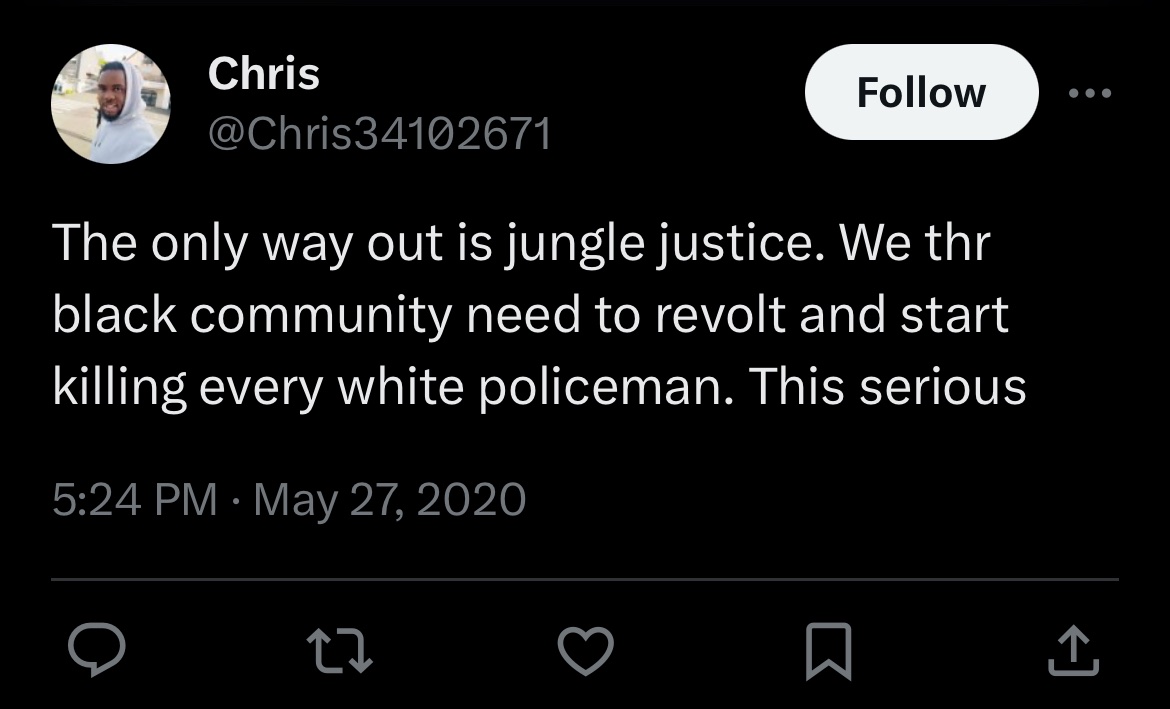 Chris
@Chris34102671
Follow
The only way out is jungle justice. We thr
black community need to revolt and start
killing every white policeman. This serious
5:24 PM · May 27, 2020